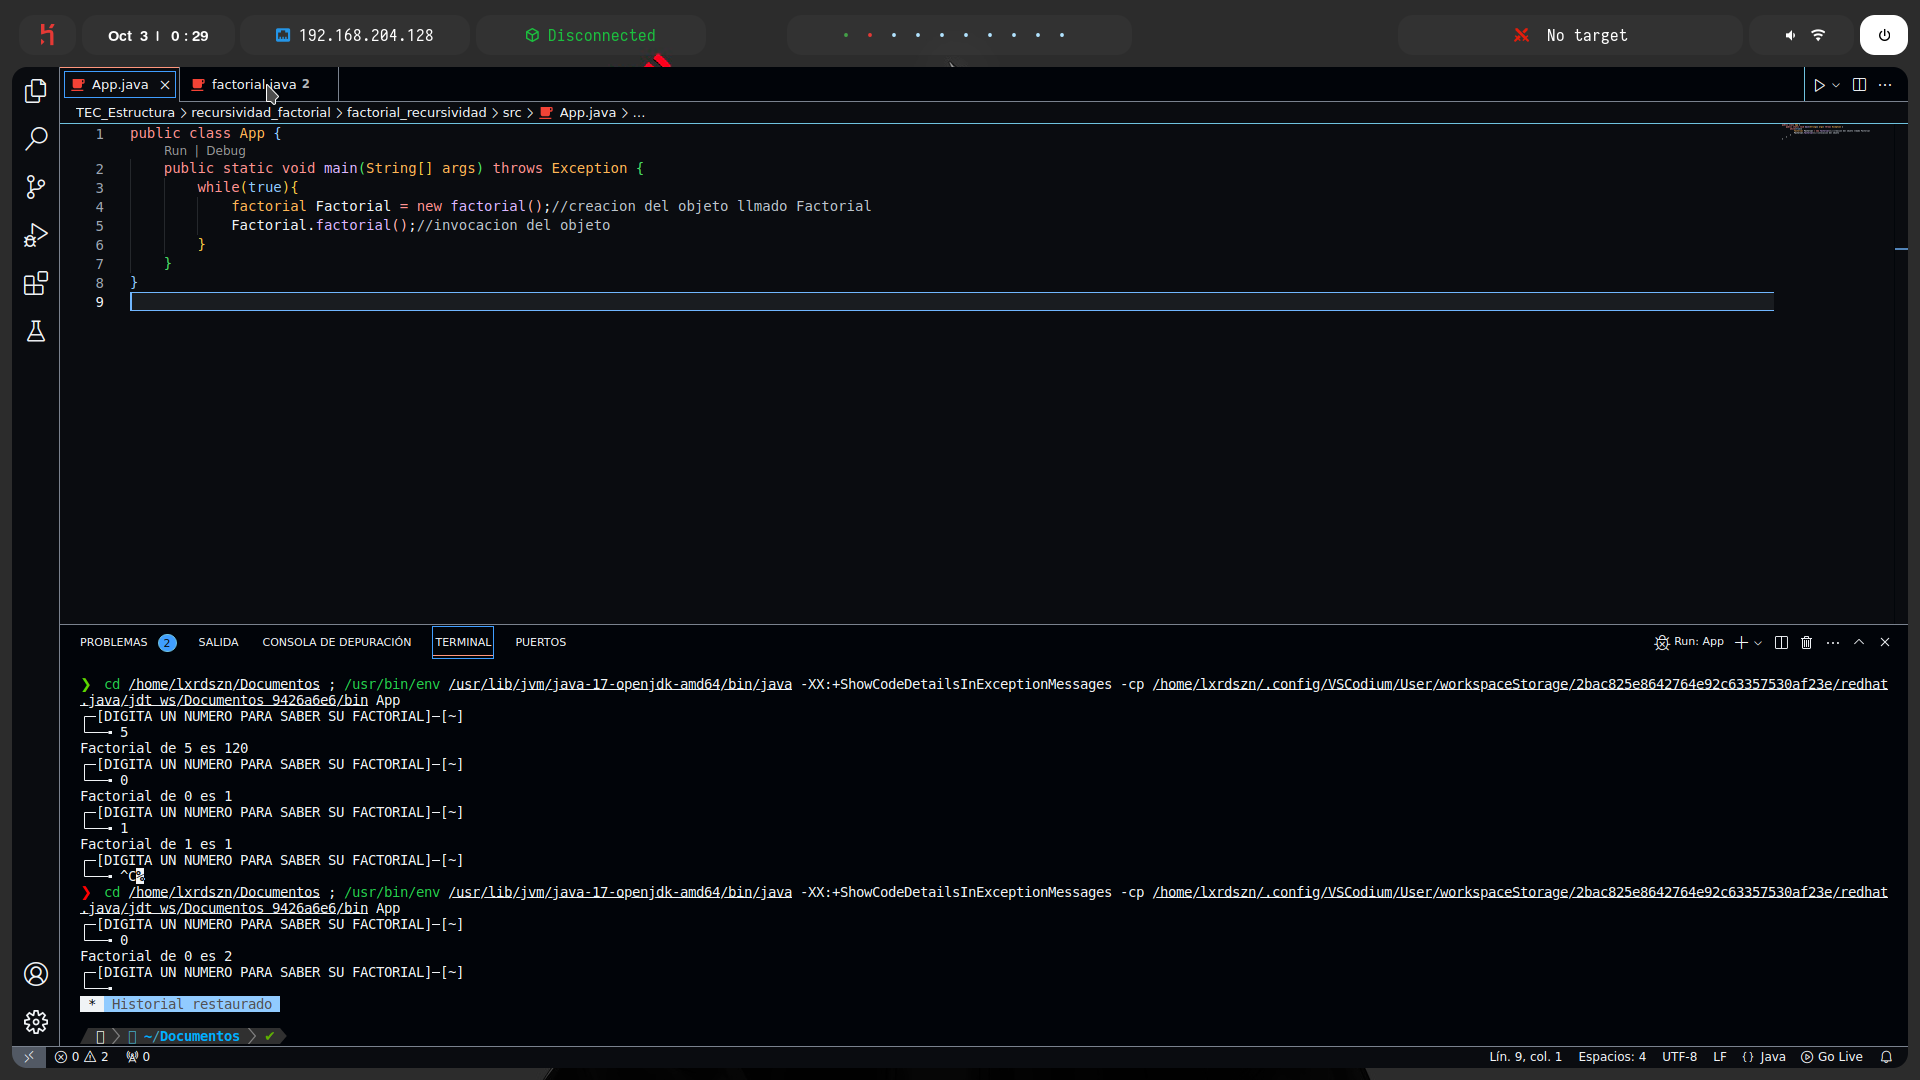 Oct 3 | 0:29
192.168.204.128
Disconnected
No target
App.java
factorial.java 2
TEC_Estructura > recursividad_factorial > factorial_recursividad > src > App.java > ...
1 public class App {
Run | Debug
2 public static void main(String[] args) throws Exception {
3 while(true){
4 factorial Factorial = new factorial();//creacion del objeto llmado Factorial
5 Factorial.factorial();//invocacion del objeto
6 }
7 }
8 }
9
PROBLEMAS 2 SALIDA CONSOLA DE DEPURACIÓN TERMINAL PUERTOS
Run: App
❯ cd /home/lxrdszn/Documentos ; /usr/bin/env /usr/lib/jvm/java-17-openjdk-amd64/bin/java -XX:+ShowCodeDetailsInExceptionMessages -cp /home/lxrdszn/.config/VSCodium/User/workspaceStorage/2bac825e8642764e92c63357530af23e/redhat
.java/jdt_ws/Documentos_9426a6e6/bin App
┌─[DIGITA UN NUMERO PARA SABER SU FACTORIAL]─[~]
└──╼ 5
Factorial de 5 es 120
┌─[DIGITA UN NUMERO PARA SABER SU FACTORIAL]─[~]
└──╼ 0
Factorial de 0 es 1
┌─[DIGITA UN NUMERO PARA SABER SU FACTORIAL]─[~]
└──╼ 1
Factorial de 1 es 1
┌─[DIGITA UN NUMERO PARA SABER SU FACTORIAL]─[~]
└──╼ ^C%
❯ cd /home/lxrdszn/Documentos ; /usr/bin/env /usr/lib/jvm/java-17-openjdk-amd64/bin/java -XX:+ShowCodeDetailsInExceptionMessages -cp /home/lxrdszn/.config/VSCodium/User/workspaceStorage/2bac825e8642764e92c63357530af23e/redhat
.java/jdt_ws/Documentos_9426a6e6/bin App
┌─[DIGITA UN NUMERO PARA SABER SU FACTORIAL]─[~]
└──╼ 0
Factorial de 0 es 2
┌─[DIGITA UN NUMERO PARA SABER SU FACTORIAL]─[~]
└──╼
* Historial restaurado
~/Documentos ✔
0 2 0
Lín. 9, col. 1 Espacios: 4 UTF-8 LF {} Java Go Live